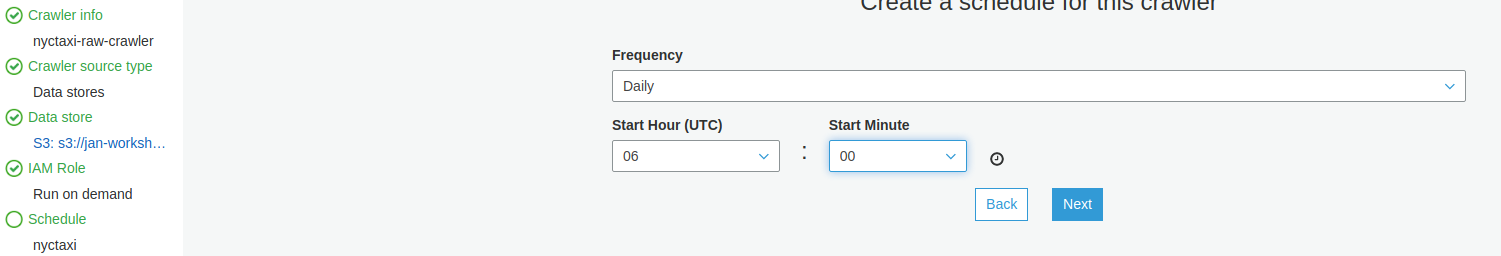 Crawler info
nyctaxi-raw-crawler
Crawler source type
Data stores
Data store
S3: s3://jan-worksh…
IAM Role
Run on demand
Schedule
nyctaxi
Create a schedule for this crawler
Frequency
Daily
Start Hour (UTC) Start Minute
06 : 00
Back Next